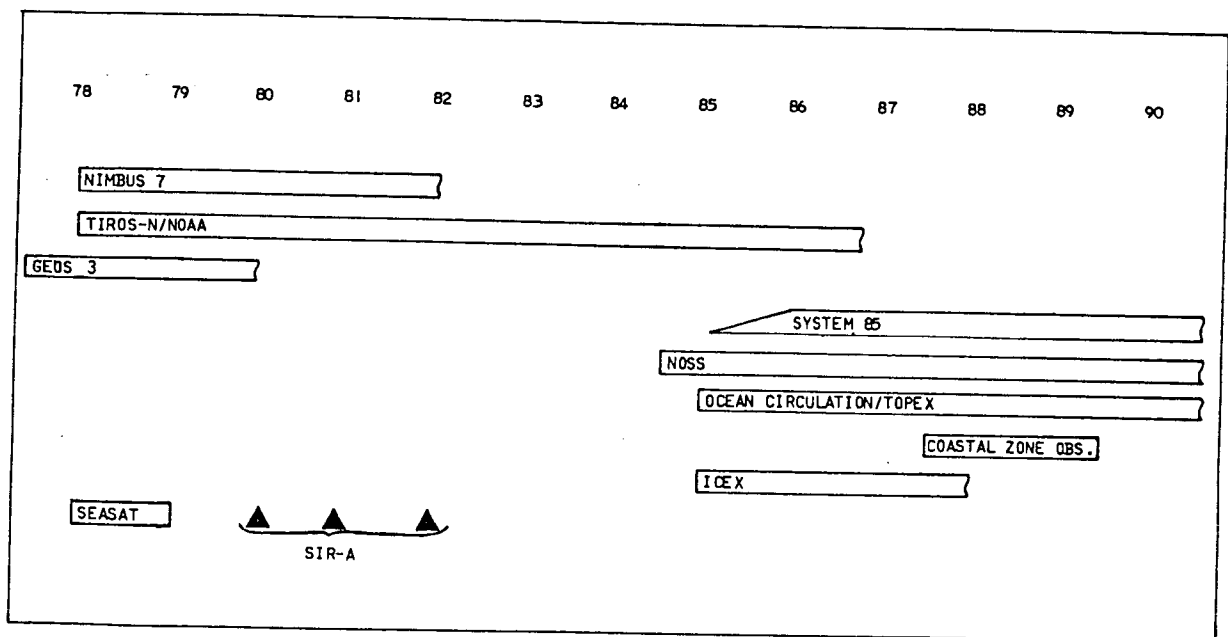 78 79 80 81 82 83 84 85 86 87 88 89 90
NIMBUS 7
TIROS-N/NOAA
GEOS 3
SYSTEM 85
NOSS
OCEAN CIRCULATION/TOPEX
COASTAL ZONE OBS.
ICEX
SEASAT
SIR-A